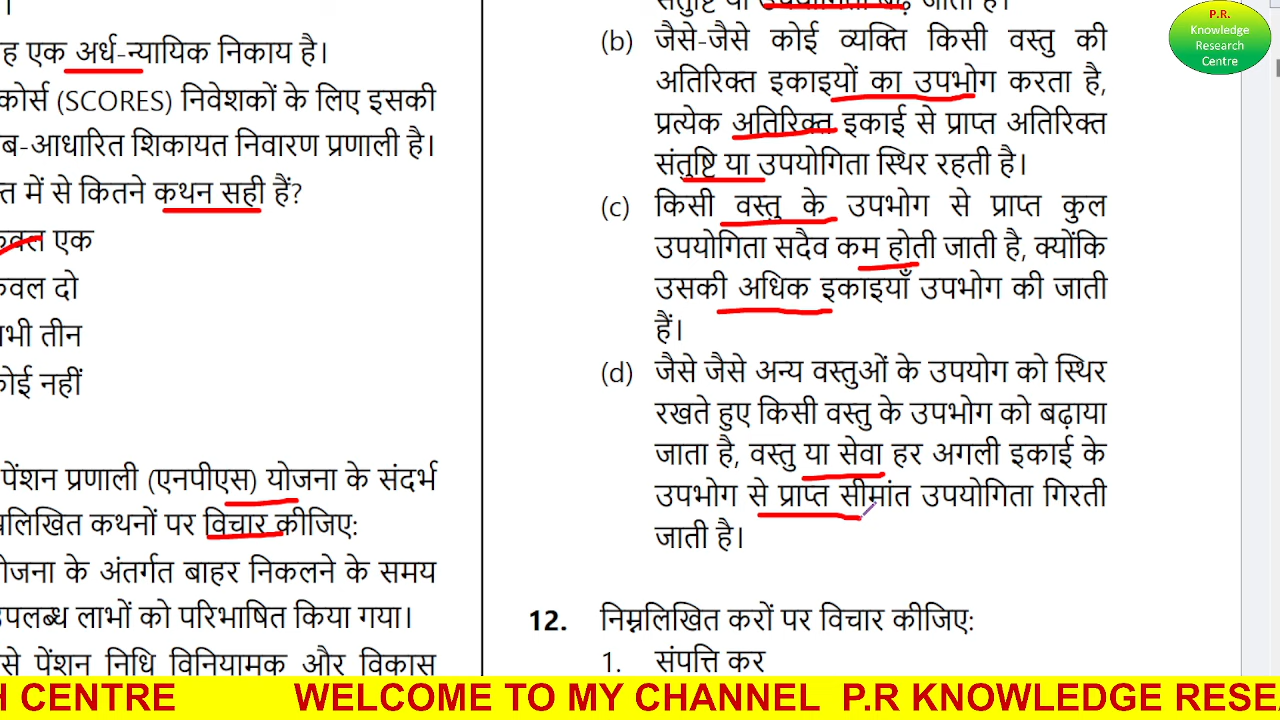 ह एक अर्ध-न्यायिक निकाय है।
कोर्स (SCORES) निवेशकों के लिए इसकी
ब-आधारित शिकायत निवारण प्रणाली है।
त में से कितने कथन सही हैं?
केवल एक
केवल दो
भी तीन
कोई नहीं
पेंशन प्रणाली (एनपीएस) योजना के संदर्भ
म्नलिखित कथनों पर विचार कीजिए:
ोजना के अंतर्गत बाहर निकलने के समय
उपलब्ध लाभों को परिभाषित किया गया।
से पेंशन निधि विनियामक और विकास
संतुष्टि या उपयोगिता बढ़ जाती है।
(b) जैसे-जैसे कोई व्यक्ति किसी वस्तु की
अतिरिक्त इकाइयों का उपभोग करता है,
प्रत्येक अतिरिक्त इकाई से प्राप्त अतिरिक्त
संतुष्टि या उपयोगिता स्थिर रहती है।
(c) किसी वस्तु के उपभोग से प्राप्त कुल
उपयोगिता सदैव कम होती जाती है, क्योंकि
उसकी अधिक इकाइयाँ उपभोग की जाती
हैं।
(d) जैसे जैसे अन्य वस्तुओं के उपयोग को स्थिर
रखते हुए किसी वस्तु के उपभोग को बढ़ाया
जाता है, वस्तु या सेवा हर अगली इकाई के
उपभोग से प्राप्त सीमांत उपयोगिता गिरती
जाती है।
12. निम्नलिखित करों पर विचार कीजिए:
1. संपत्ति कर
P.R.
Knowledge
Research
Centre
H CENTRE WELCOME TO MY CHANNEL P.R KNOWLEDGE RESEA